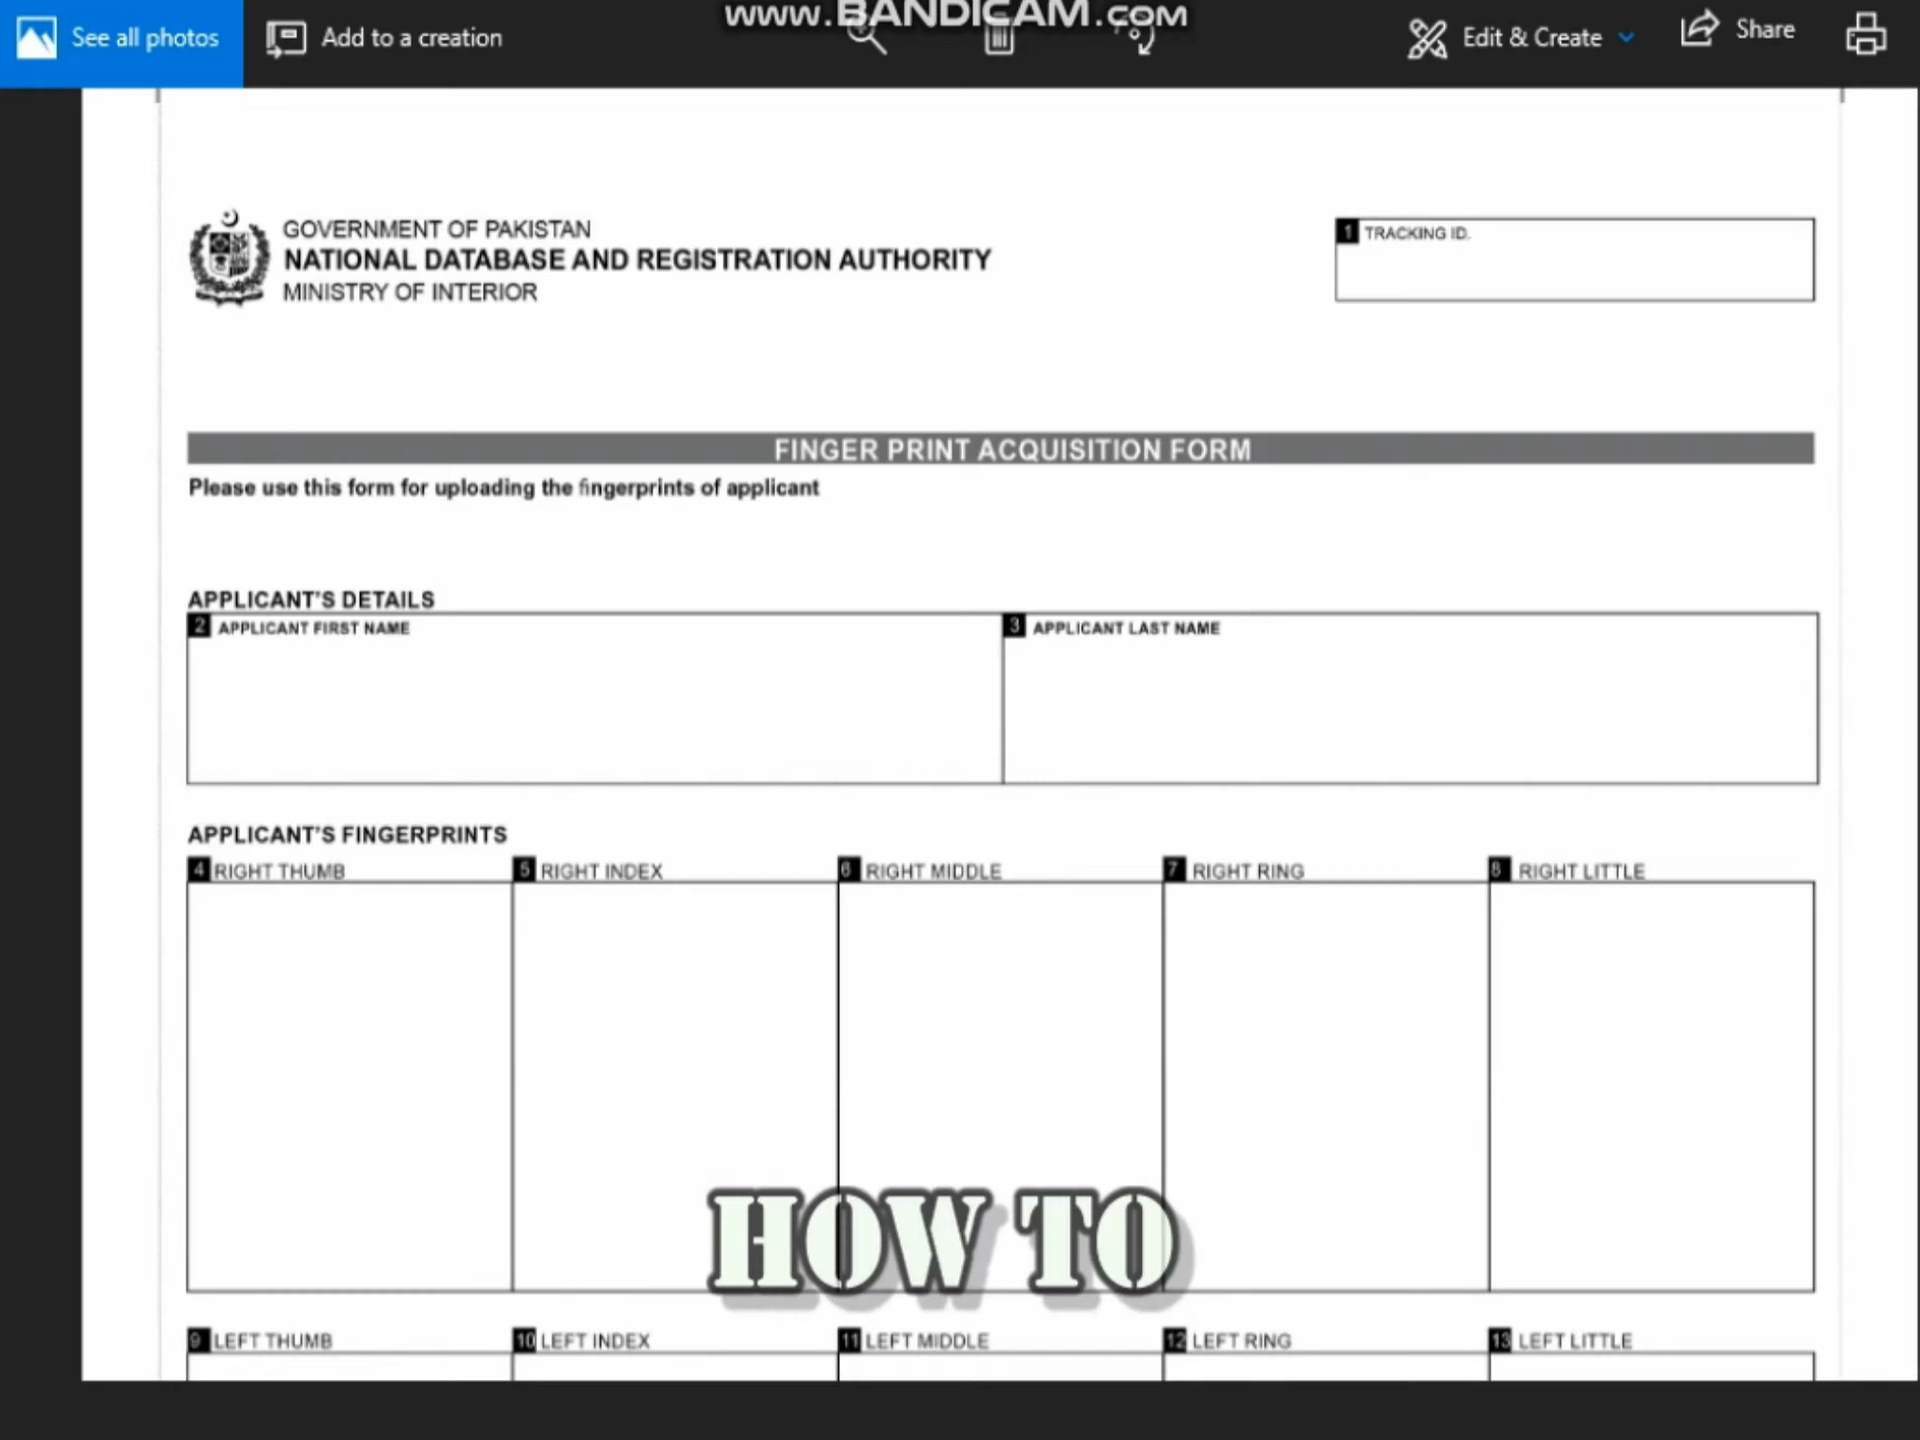 www.BANDICAM.com
See all photos
Add to a creation
Edit & Create
Share
GOVERNMENT OF PAKISTAN
NATIONAL DATABASE AND REGISTRATION AUTHORITY
MINISTRY OF INTERIOR
1 TRACKING ID.
FINGER PRINT ACQUISITION FORM
Please use this form for uploading the fingerprints of applicant
APPLICANT'S DETAILS
2 APPLICANT FIRST NAME
3 APPLICANT LAST NAME
APPLICANT'S FINGERPRINTS
4 RIGHT THUMB
5 RIGHT INDEX
6 RIGHT MIDDLE
7 RIGHT RING
8 RIGHT LITTLE
HOW TO
9 LEFT THUMB
10 LEFT INDEX
11 LEFT MIDDLE
12 LEFT RING
13 LEFT LITTLE